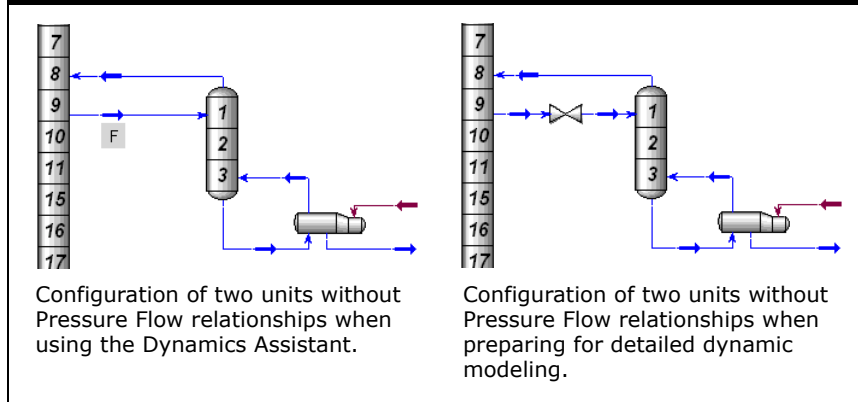 7
8
9
10
11
15
16
17
F
1
2
3
Configuration of two units without
Pressure Flow relationships when
using the Dynamics Assistant.
7
8
9
10
11
15
16
17
1
2
3
Configuration of two units without
Pressure Flow relationships when
preparing for detailed dynamic
modeling.